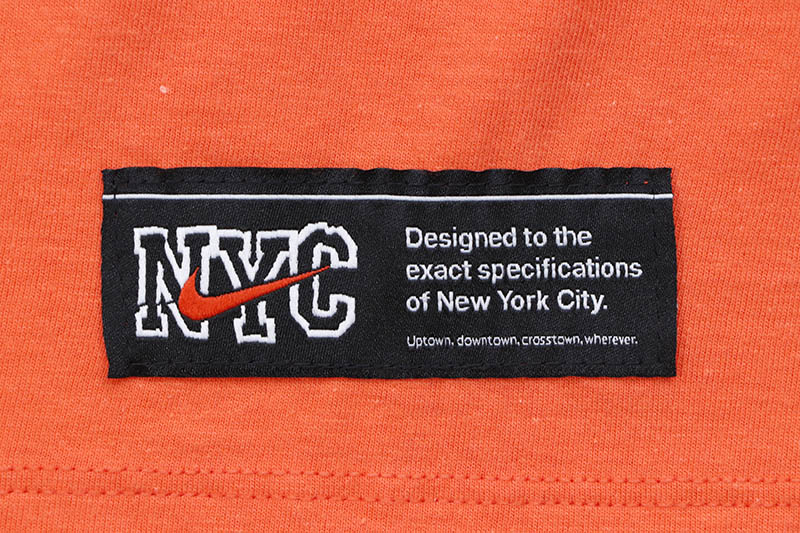 NYC
Designed to the
exact specifications
of New York City.
Uptown, downtown, crosstown, wherever.